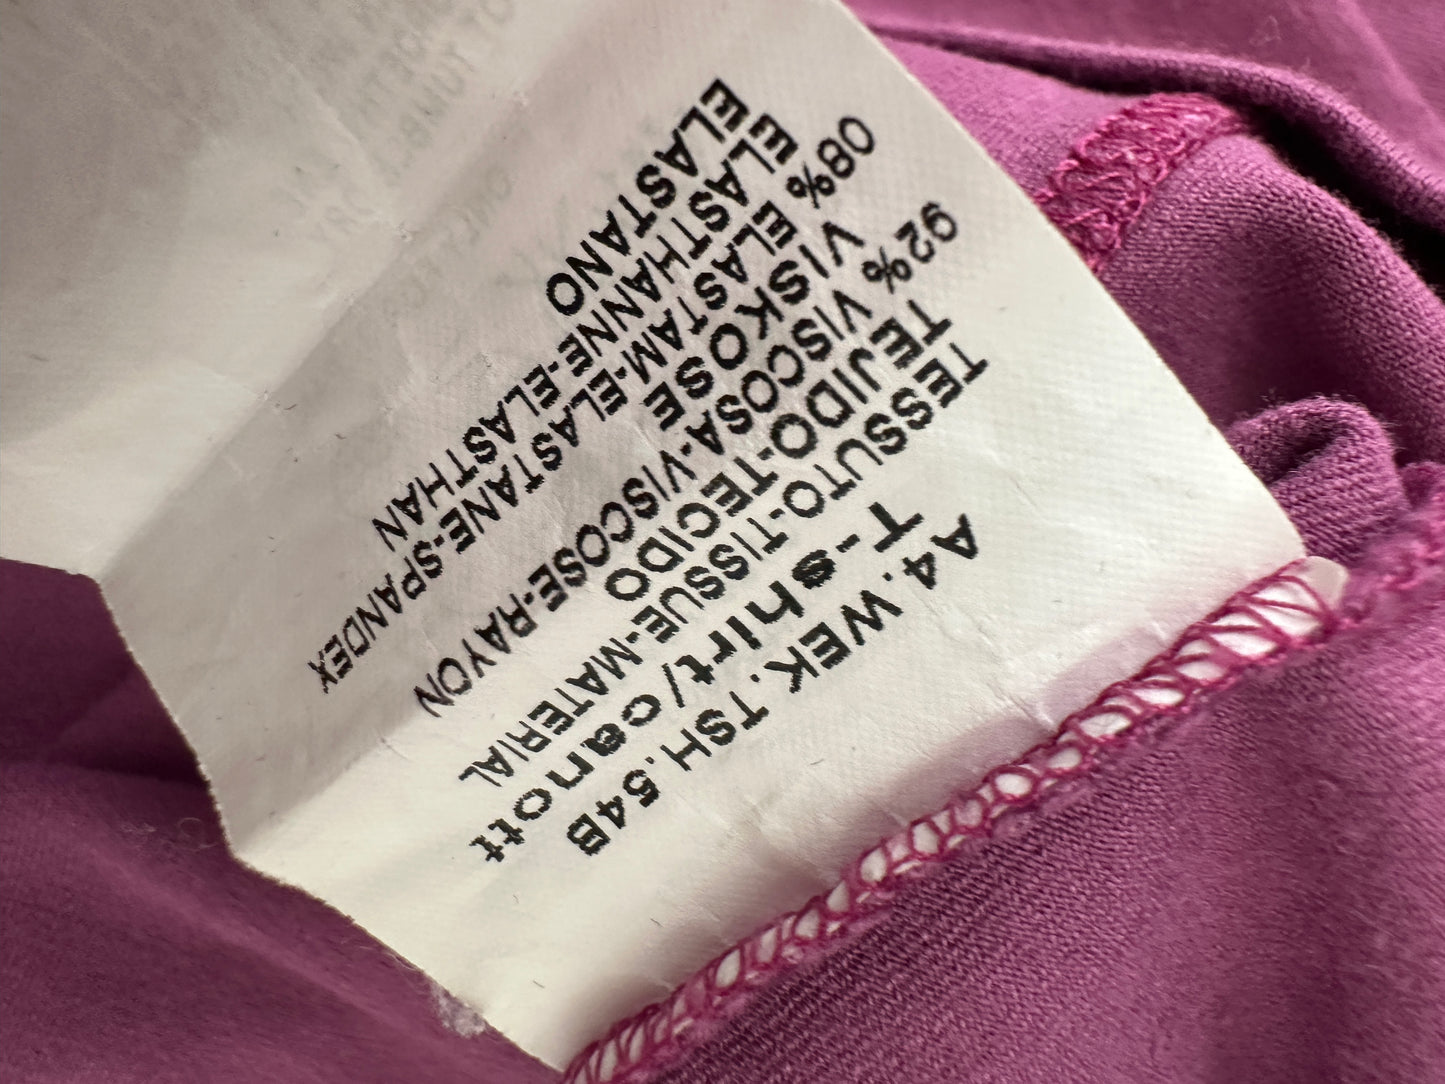 A4.WEK.TSH.54B
T-shirt/canott
TESSUTO-TISSUE-MATERIAL
TEJIDO-TECIDO
92% VISCOSA-VISCOSE-RAYON
VISKOSE
08% ELASTAM-ELASTANE-SPANDEX
ELASTHANNE-ELASTHAN
ELASTANO